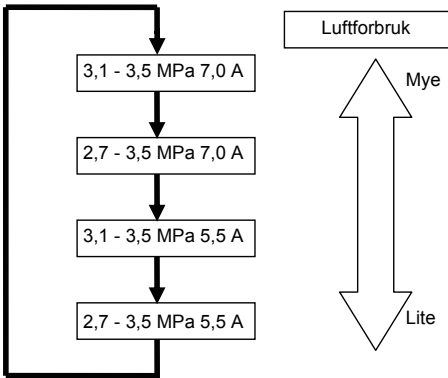 Luftforbruk
3,1 - 3,5 MPa 7,0 A
Mye
2,7 - 3,5 MPa 7,0 A
3,1 - 3,5 MPa 5,5 A
2,7 - 3,5 MPa 5,5 A
Lite